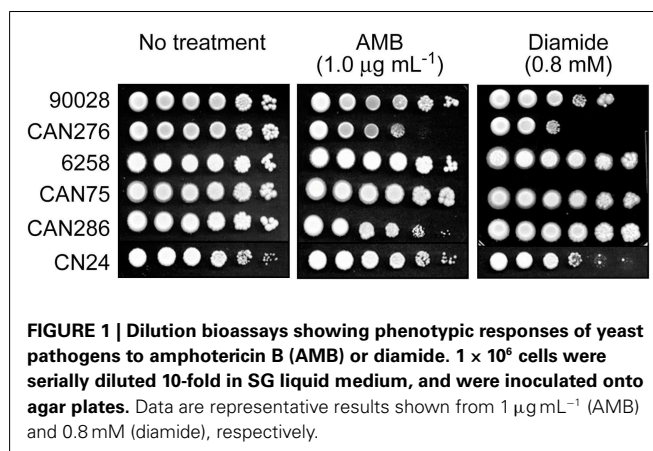 No treatment
AMB
(1.0 µg mL⁻¹)
Diamide
(0.8 mM)
90028
CAN276
6258
CAN75
CAN286
CN24
FIGURE 1 | Dilution bioassays showing phenotypic responses of yeast
pathogens to amphotericin B (AMB) or diamide. 1 x 10⁶ cells were
serially diluted 10-fold in SG liquid medium, and were inoculated onto
agar plates. Data are representative results shown from 1 µg mL⁻¹ (AMB)
and 0.8 mM (diamide), respectively.